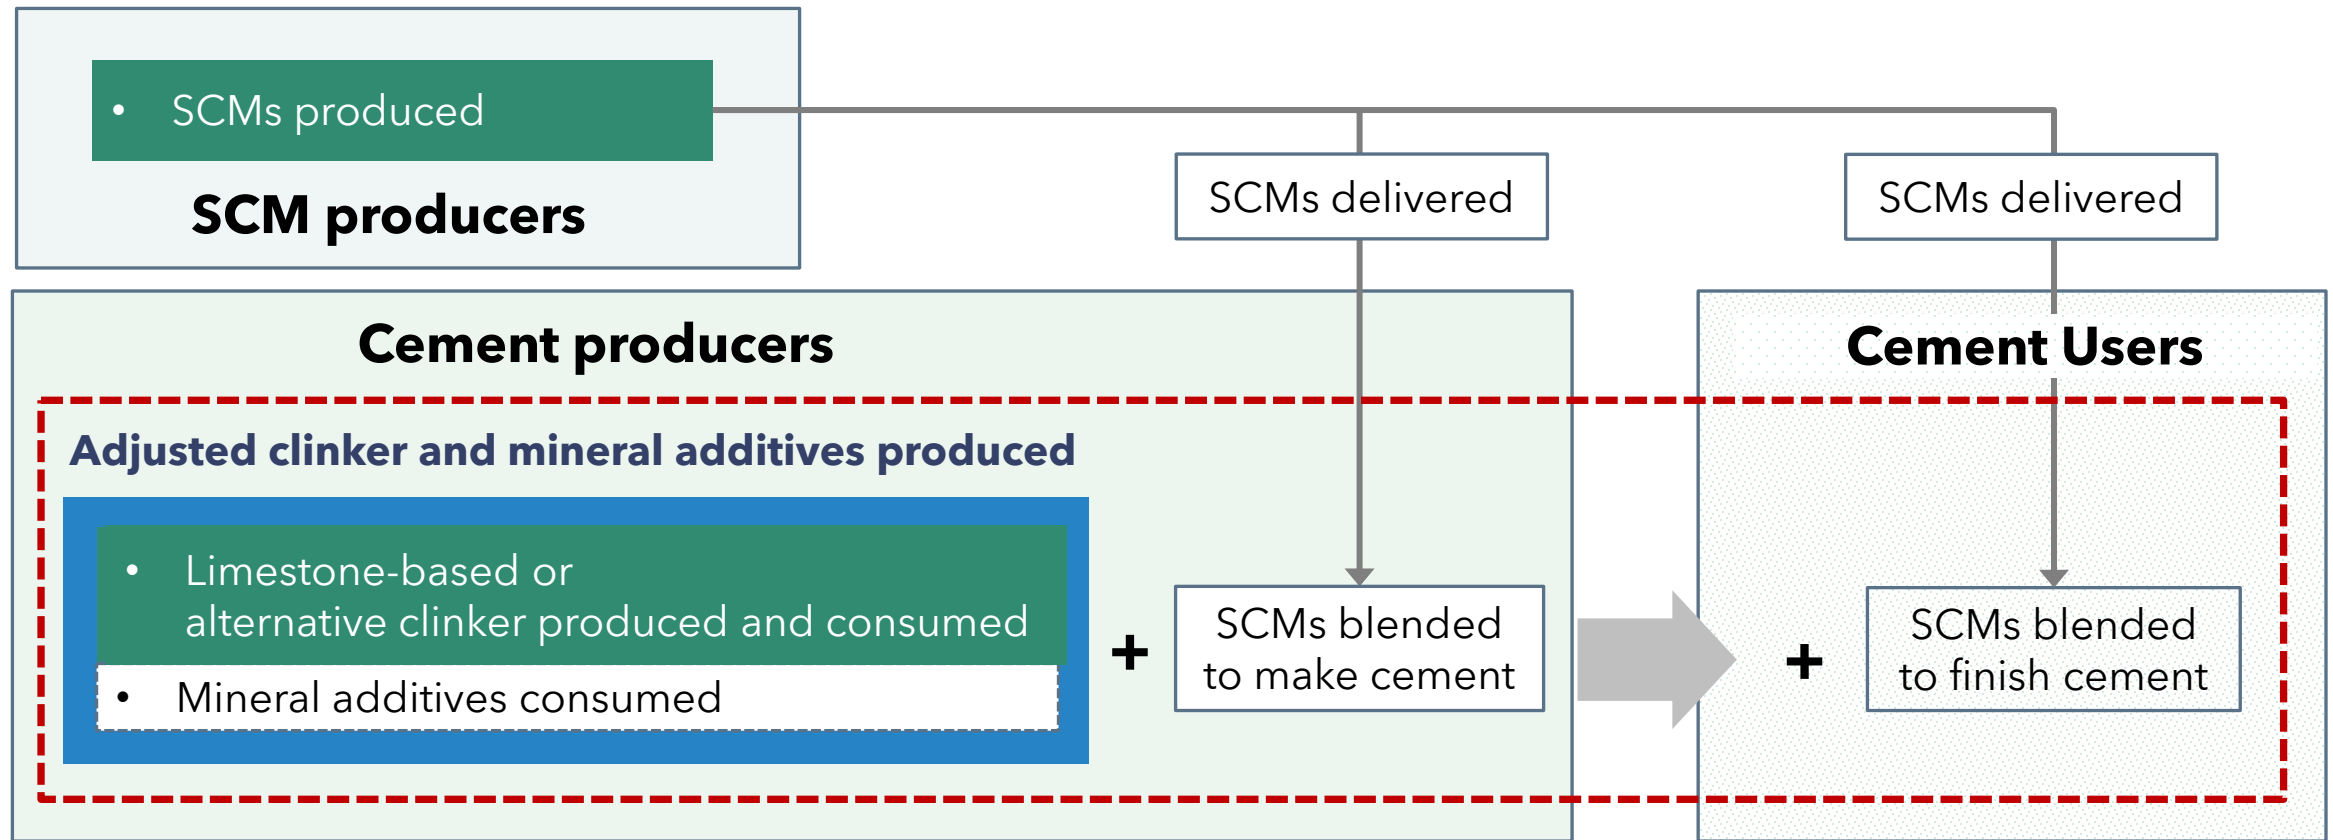 • SCMs produced
SCM producers
SCMs delivered
SCMs delivered
Cement producers
Cement Users
Adjusted clinker and mineral additives produced
• Limestone-based or
alternative clinker produced and consumed
• Mineral additives consumed
+
SCMs blended
to make cement
+
SCMs blended
to finish cement